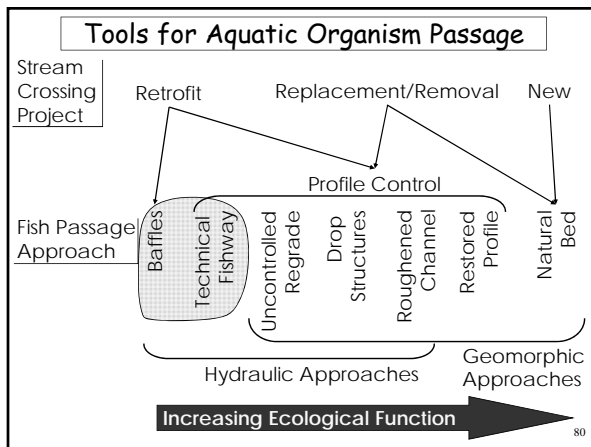 Tools for Aquatic Organism Passage
Stream
Crossing
Project
Retrofit
Replacement/Removal
New
Profile Control
Fish Passage
Approach
Baffles
Technical
Fishway
Uncontrolled
Regrade
Drop
Structures
Roughened
Channel
Restored
Profile
Natural
Bed
Hydraulic Approaches
Geomorphic
Approaches
Increasing Ecological Function
80